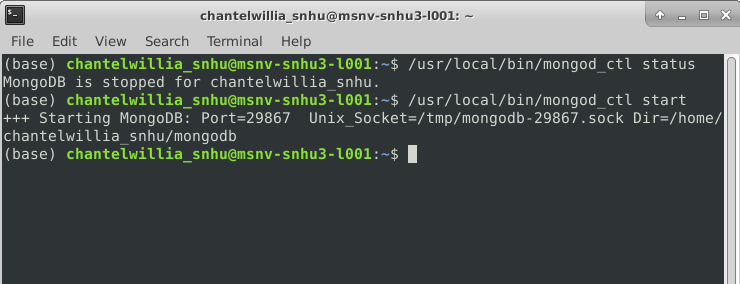 chantelwillia_snhu@msnv-snhu3-l001: ~
File Edit View Search Terminal Help
(base) chantelwillia_snhu@msnv-snhu3-l001:~$ /usr/local/bin/mongod_ctl status
MongoDB is stopped for chantelwillia_snhu.
(base) chantelwillia_snhu@msnv-snhu3-l001:~$ /usr/local/bin/mongod_ctl start
+++ Starting MongoDB: Port=29867  Unix_Socket=/tmp/mongodb-29867.sock Dir=/home/
chantelwillia_snhu/mongodb
(base) chantelwillia_snhu@msnv-snhu3-l001:~$